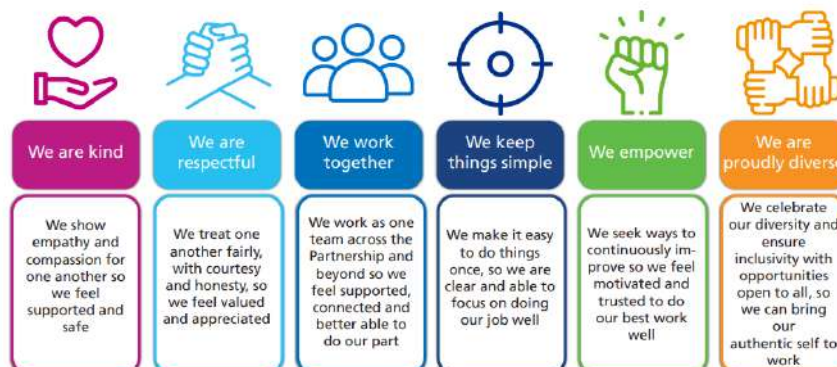 We are kind
We are
respectful
We work
together
We keep
things simple
We empower
We are
proudly diverse
We show
empathy and
compassion for
one another so
we feel
supported and
safe
We treat one
another fairly,
with courtesy
and honesty, so
we feel valued
and appreciated
We work as one
team across the
Partnership and
beyond so we
feel supported,
connected and
better able to
do our part
We make it easy
to do things
once, so we are
clear and able to
focus on doing
our job well
We seek ways to
continuously im-
prove so we feel
motivated and
trusted to do
our best work
well
We celebrate
our diversity and
ensure
inclusivity with
opportunities
open to all, so
we can bring
our
authentic self to
work